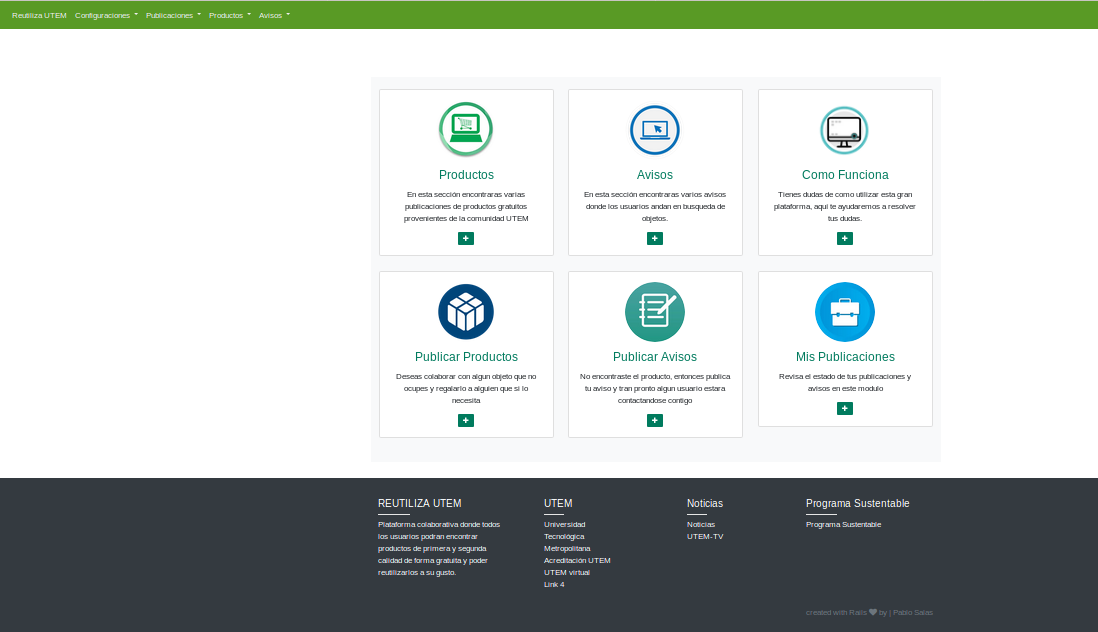 Reutiliza UTEM Configuraciones Publicaciones Productos Avisos
Productos
En esta sección encontraras varias
publicaciones de productos gratuitos
provenientes de la comunidad UTEM
Avisos
En esta sección encontraras varios avisos
donde los usuarios andan en busqueda de
objetos.
Como Funciona
Tienes dudas de como utilizar esta gran
plataforma, aquí te ayudaremos a resolver
tus dudas.
Publicar Productos
Deseas colaborar con algun objeto que no
ocupes y regalarlo a alguien que si lo
necesita
Publicar Avisos
No encontraste el producto, entonces publica
tu aviso y tan pronto algun usuario estara
contactandose contigo
Mis Publicaciones
Revisa el estado de tus publicaciones y
avisos en este modulo
REUTILIZA UTEM
Plataforma colaborativa donde todos
los usuarios podran encontrar
productos de primera y segunda
calidad de forma gratuita y poder
reutilizarlos a su gusto.
UTEM
Universidad
Tecnológica
Metropolitana
Acreditación UTEM
UTEM virtual
Link 4
Noticias
Noticias
UTEM-TV
Programa Sustentable
Programa Sustentable
created with Rails by | Pablo Salas